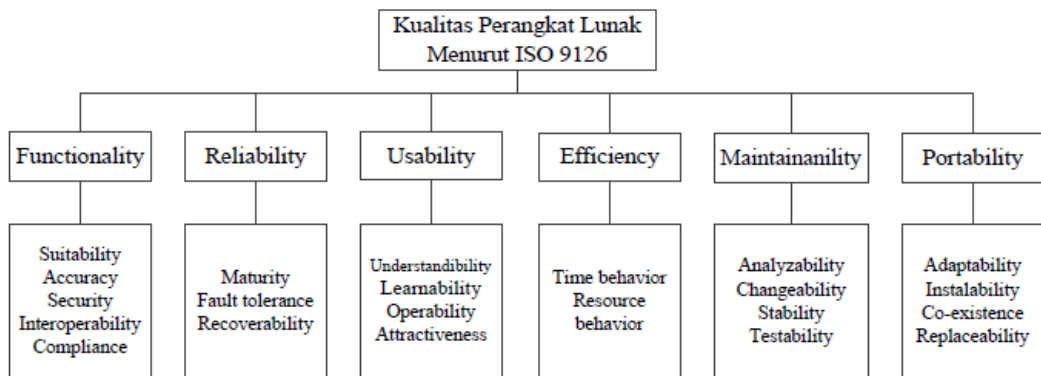 Kualitas Perangkat Lunak
Menurut ISO 9126
Functionality
Reliability
Usability
Efficiency
Maintainanility
Portability
Suitability
Accuracy
Security
Interoperability
Compliance
Maturity
Fault tolerance
Recoverability
Understandibility
Learnability
Operability
Attractiveness
Time behavior
Resource
behavior
Analyzability
Changeability
Stability
Testability
Adaptability
Instalability
Co-existence
Replaceability